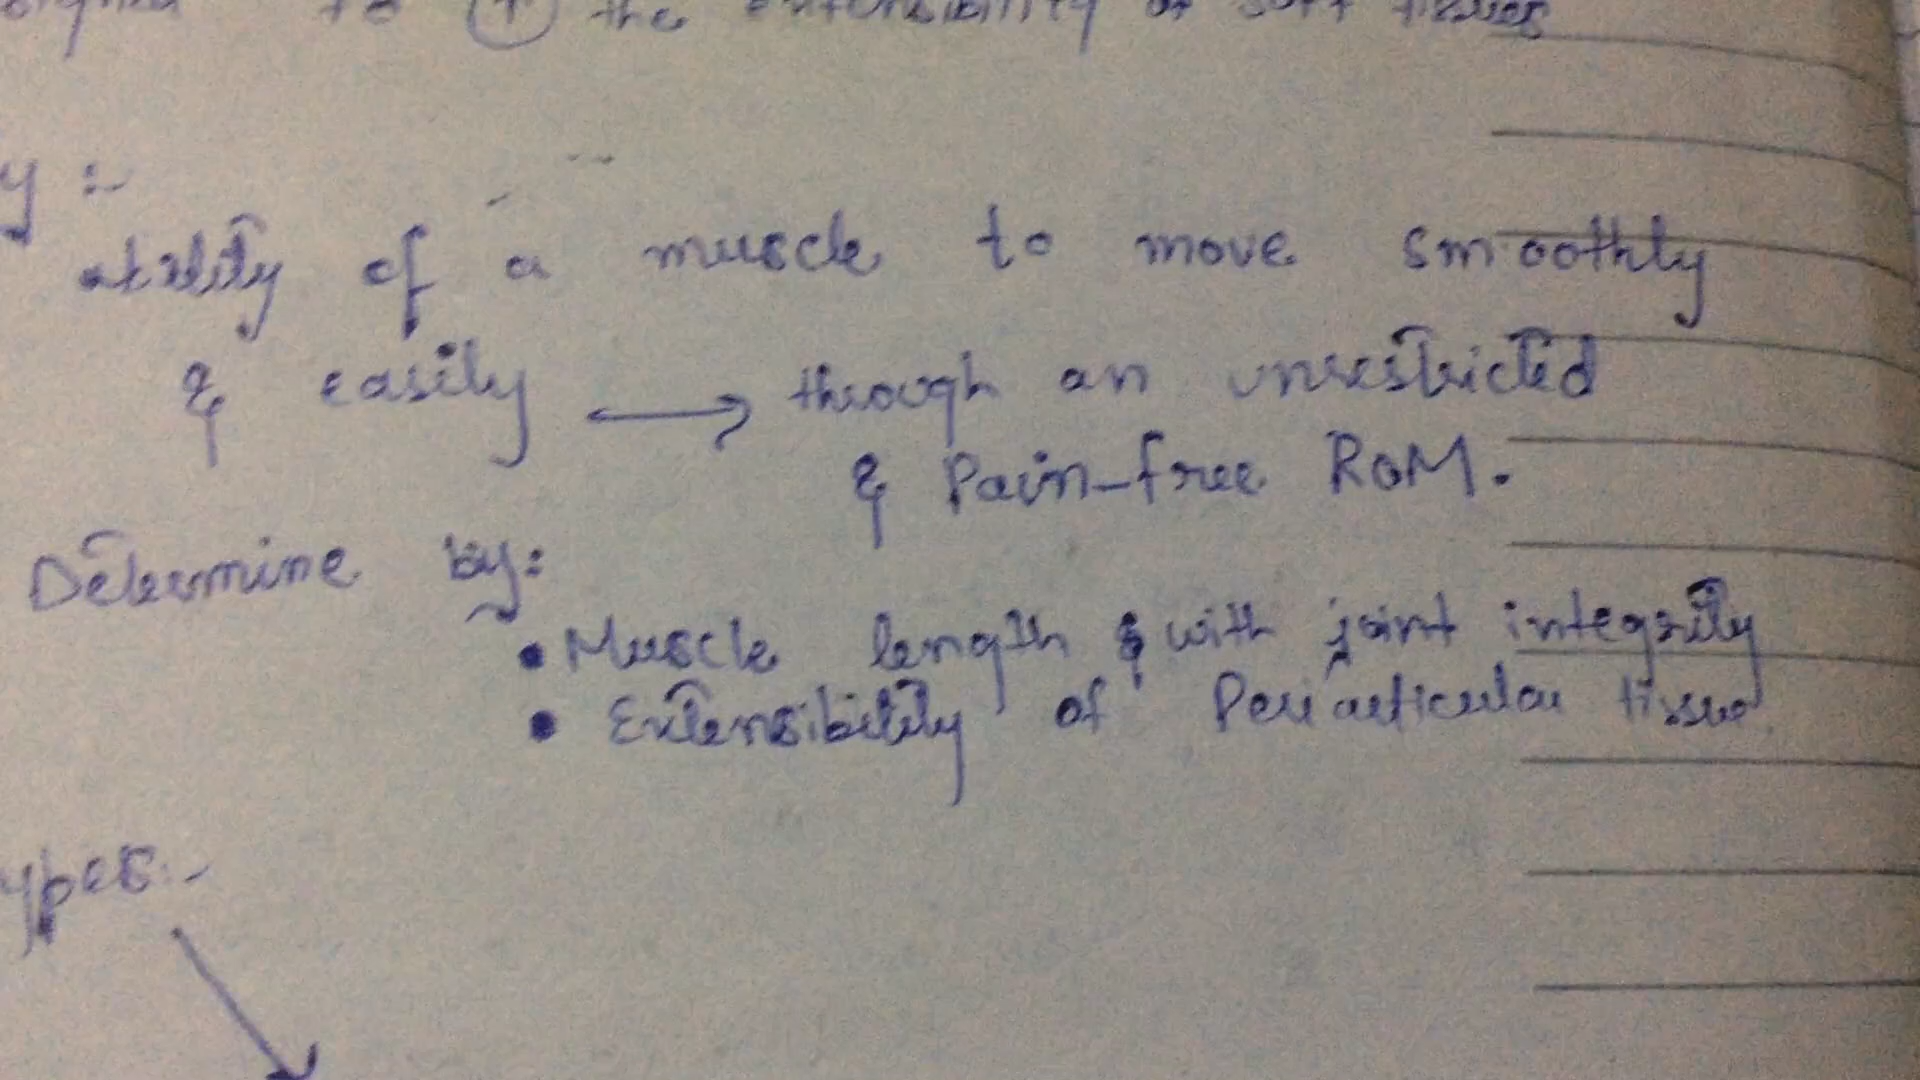 to ↑ the extensibility of soft tissues
y :-
ability of a muscle to move smoothly
& easily → through an unrestricted
& Pain-free ROM.
Determine by:
• Muscle length & with joint integrity
• Extensibility of Periarticular tissue
ypes :-